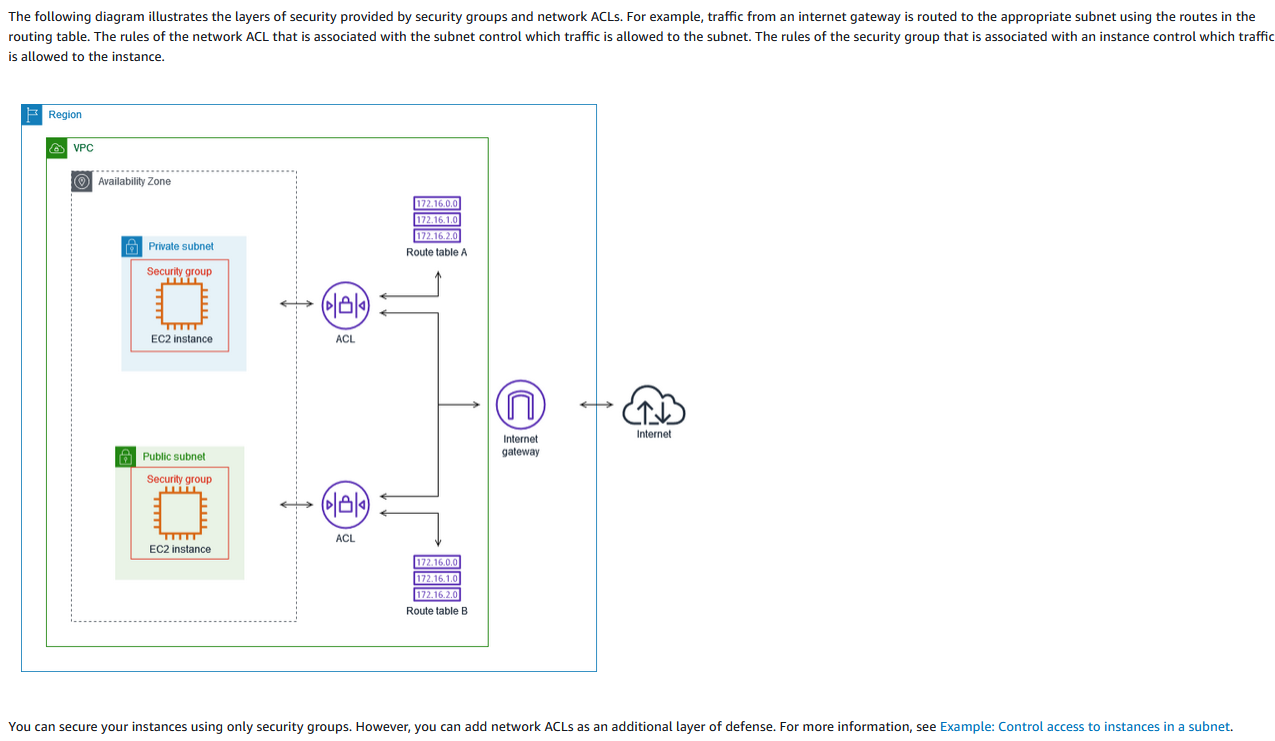 The following diagram illustrates the layers of security provided by security groups and network ACLs. For example, traffic from an internet gateway is routed to the appropriate subnet using the routes in the
routing table. The rules of the network ACL that is associated with the subnet control which traffic is allowed to the subnet. The rules of the security group that is associated with an instance control which traffic
is allowed to the instance.
Region
VPC
Availability Zone
172.16.0.0
172.16.1.0
172.16.2.0
Route table A
Private subnet
Security group
EC2 instance
ACL
Internet
gateway
Internet
Public subnet
Security group
EC2 instance
ACL
172.16.0.0
172.16.1.0
172.16.2.0
Route table B
You can secure your instances using only security groups. However, you can add network ACLs as an additional layer of defense. For more information, see Example: Control access to instances in a subnet.